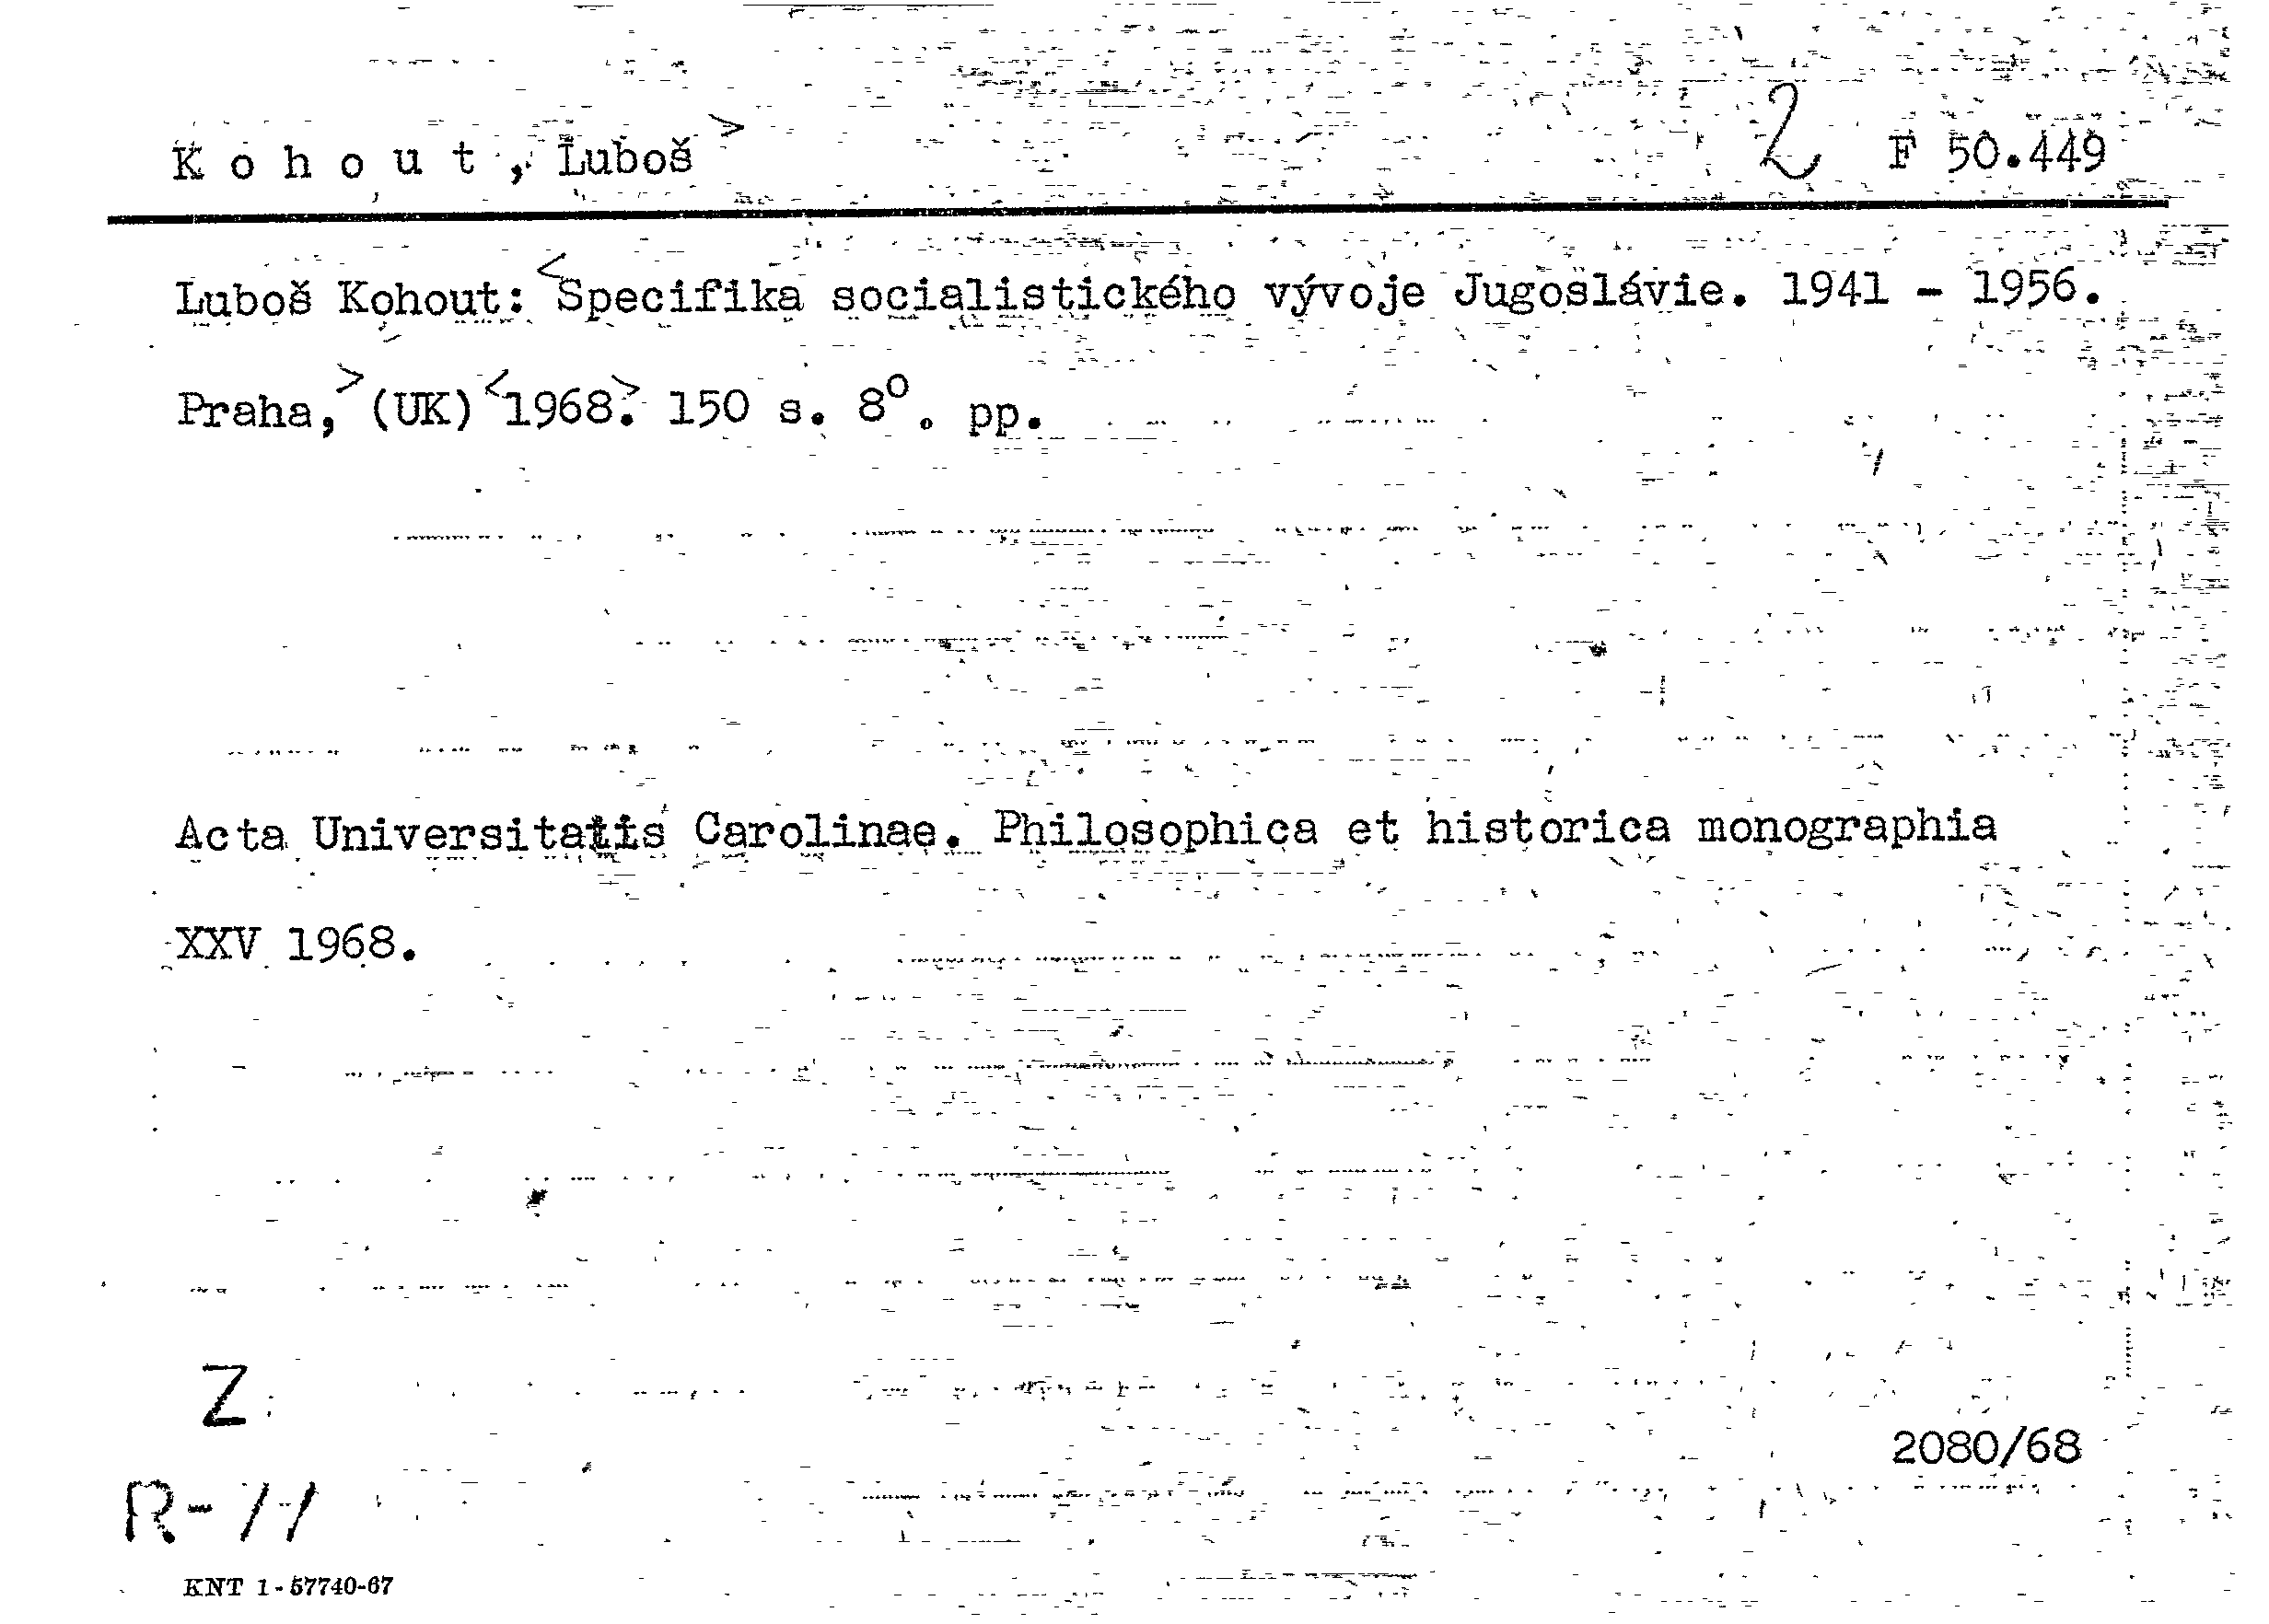 K o h o u t , Luboš > 2 F 50.449
Luboš Kohout: <Specifika socialistického vývoje Jugoslávie. 1941 - 1956.
Praha,> (UK) <1968.> 150 s. 8°. pp.
Acta Universitatis Carolinae. Philosophica et historica monographia
XXV 1968.
Z
2080/68
R-11
KNT 1-57740-67